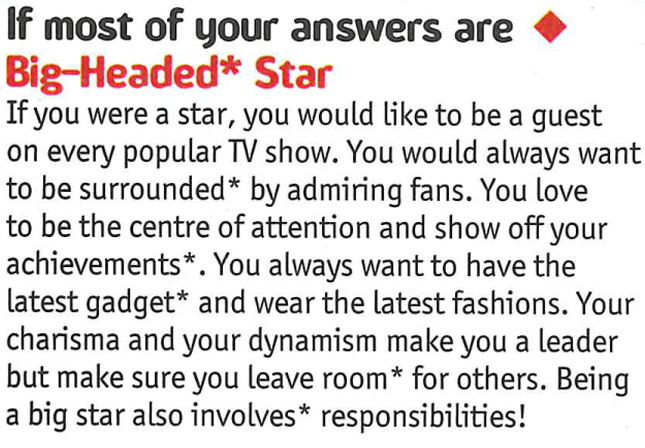 If most of your answers are ◆
Big-Headed* Star
If you were a star, you would like to be a guest
on every popular TV show. You would always want
to be surrounded* by admiring fans. You love
to be the centre of attention and show off your
achievements*. You always want to have the
latest gadget* and wear the latest fashions. Your
charisma and your dynamism make you a leader
but make sure you leave room* for others. Being
a big star also involves* responsibilities!